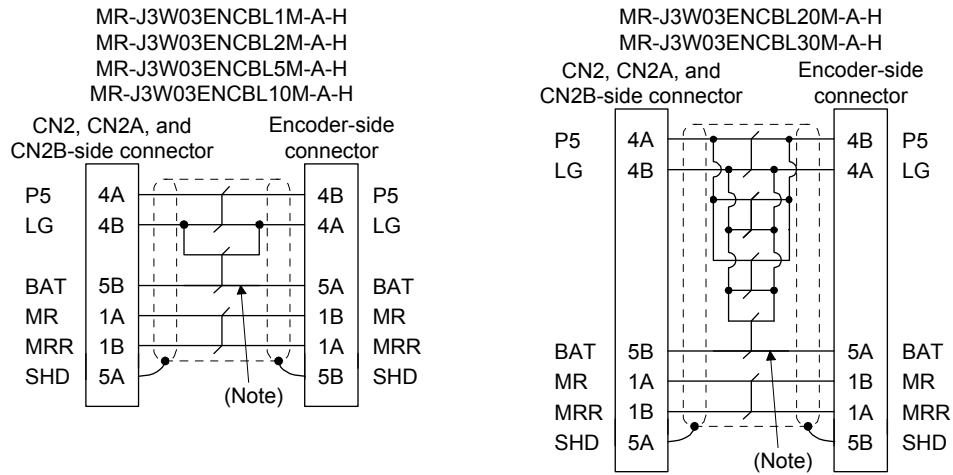 MR-J3W03ENCBL1M-A-H
MR-J3W03ENCBL2M-A-H
MR-J3W03ENCBL5M-A-H
MR-J3W03ENCBL10M-A-H
CN2, CN2A, and
CN2B-side connector
Encoder-side
connector
P5 4A 4B P5
LG 4B 4A LG
BAT 5B 5A BAT
MR 1A 1B MR
MRR 1B 1A MRR
SHD 5A 5B SHD
(Note)
MR-J3W03ENCBL20M-A-H
MR-J3W03ENCBL30M-A-H
CN2, CN2A, and
CN2B-side connector
Encoder-side
connector
P5 4A 4B P5
LG 4B 4A LG
BAT 5B 5A BAT
MR 1A 1B MR
MRR 1B 1A MRR
SHD 5A 5B SHD
(Note)